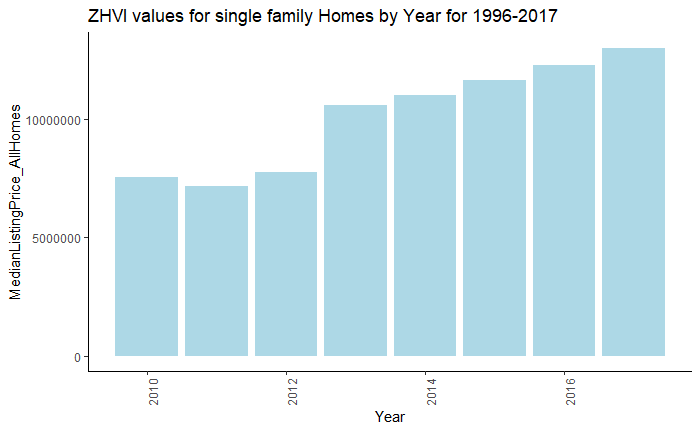 ZHVI values for single family Homes by Year for 1996-2017
MedianListingPrice_AllHomes
10000000
5000000
0
2010
2012
2014
2016
Year